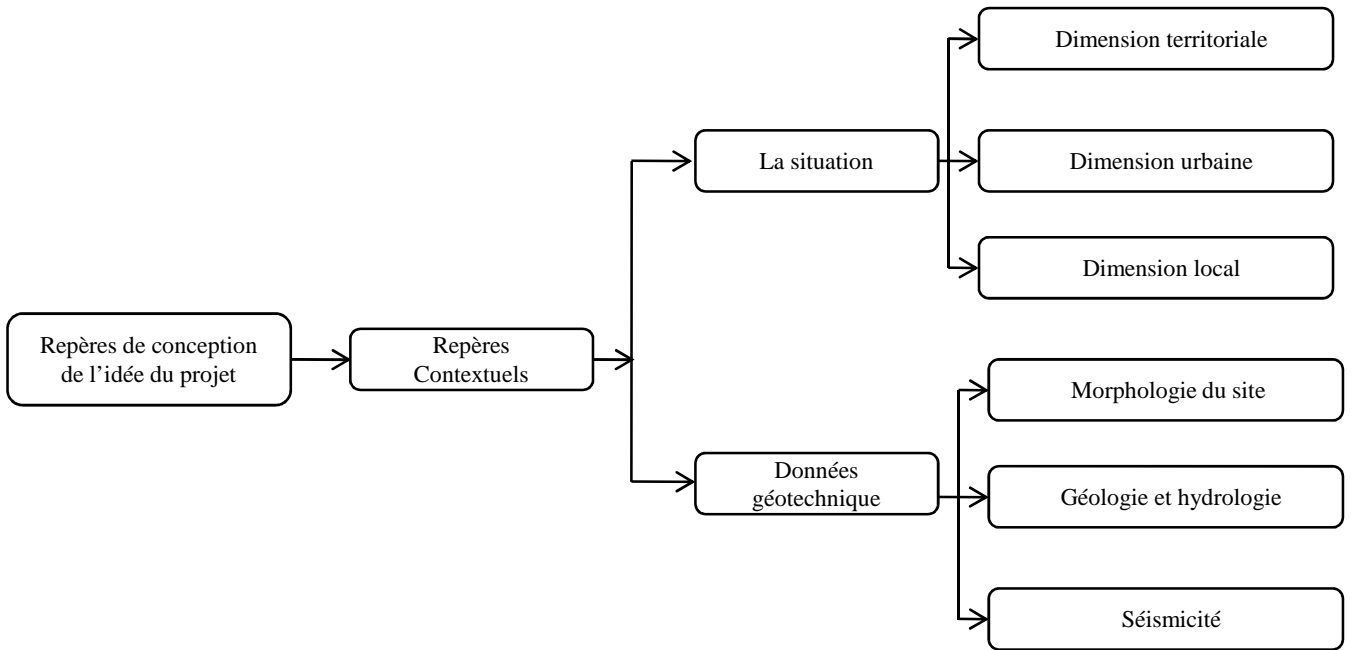 Repères de conception
de l’idée du projet
Repères
Contextuels
La situation
Dimension territoriale
Dimension urbaine
Dimension local
Données
géotechnique
Morphologie du site
Géologie et hydrologie
Séismicité